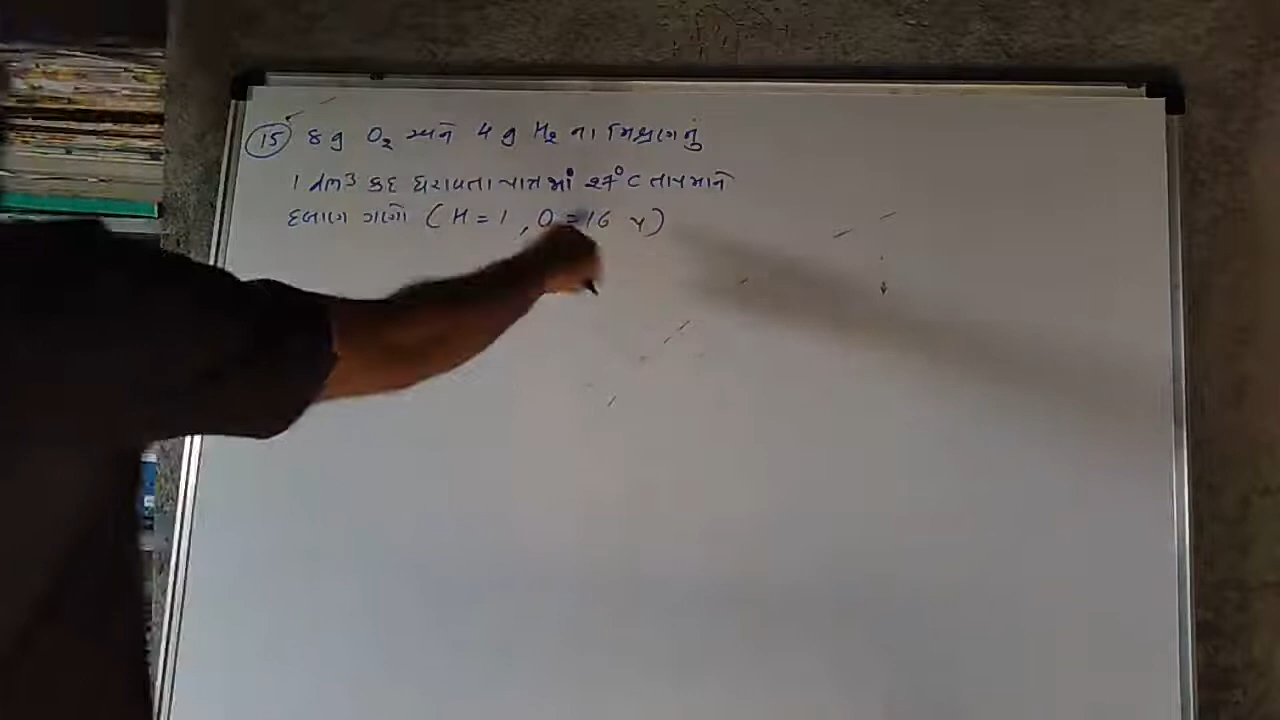 (15) 8 g O₂ અને 4 g H₂ ના મિશ્રણનું
1 dm³ કદ ધરાવતા પાત્રમાં 27°C તાપમાને
દબાણ ગણો (H = 1, O = 16 u)